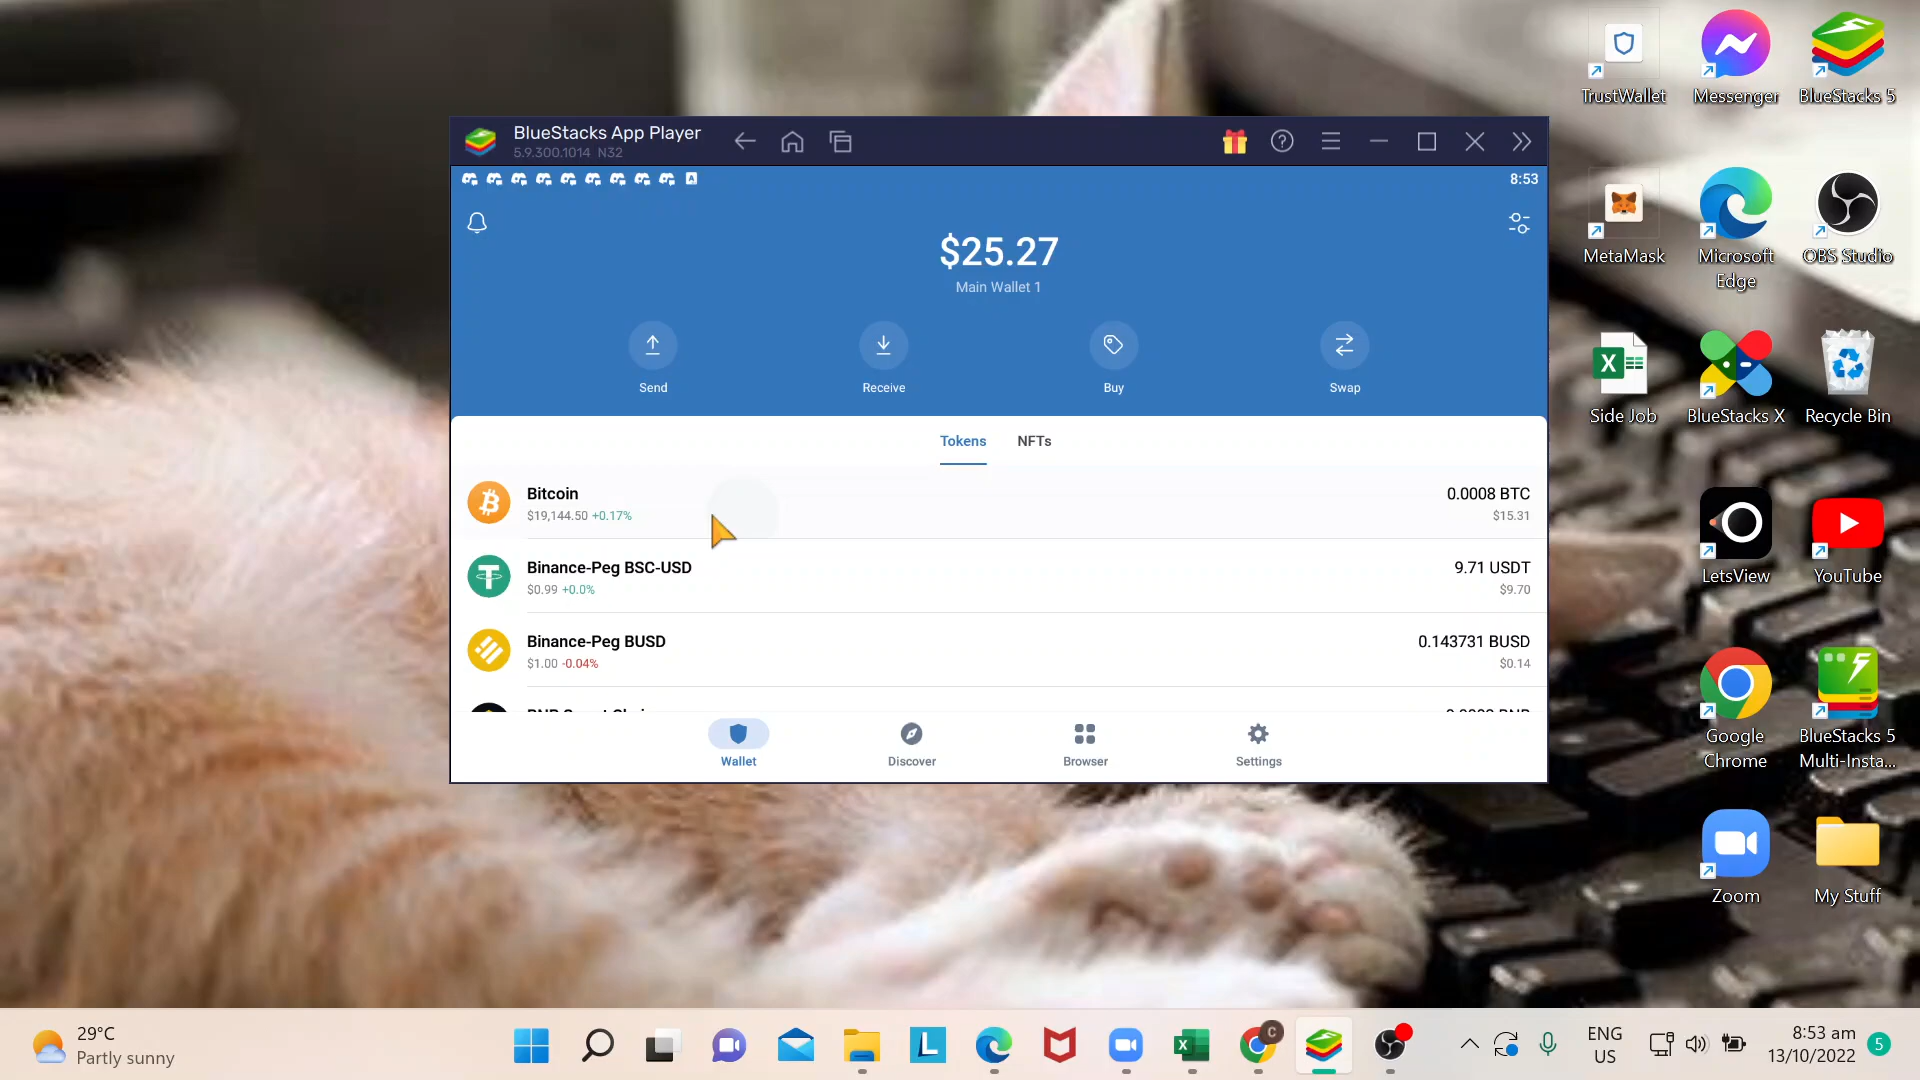 BlueStacks App Player
5.9.300.1014 N32
8:53
$25.27
Main Wallet 1
Send
Receive
Buy
Swap
Tokens
NFTs
Bitcoin
0.0008 BTC
$19,144.50 +0.17%
$15.31
Binance-Peg BSC-USD
9.71 USDT
$0.99 +0.0%
$9.70
Binance-Peg BUSD
0.143731 BUSD
$1.00 -0.04%
$0.14
Wallet
Discover
Browser
Settings
TrustWallet
Messenger
BlueStacks 5
MetaMask
Microsoft
Edge
OBS Studio
Side Job
BlueStacks X
Recycle Bin
LetsView
YouTube
Google
Chrome
BlueStacks 5
Multi-Insta...
Zoom
My Stuff
29°C
Partly sunny
L
C
ENG
US
8:53 am
13/10/2022
5